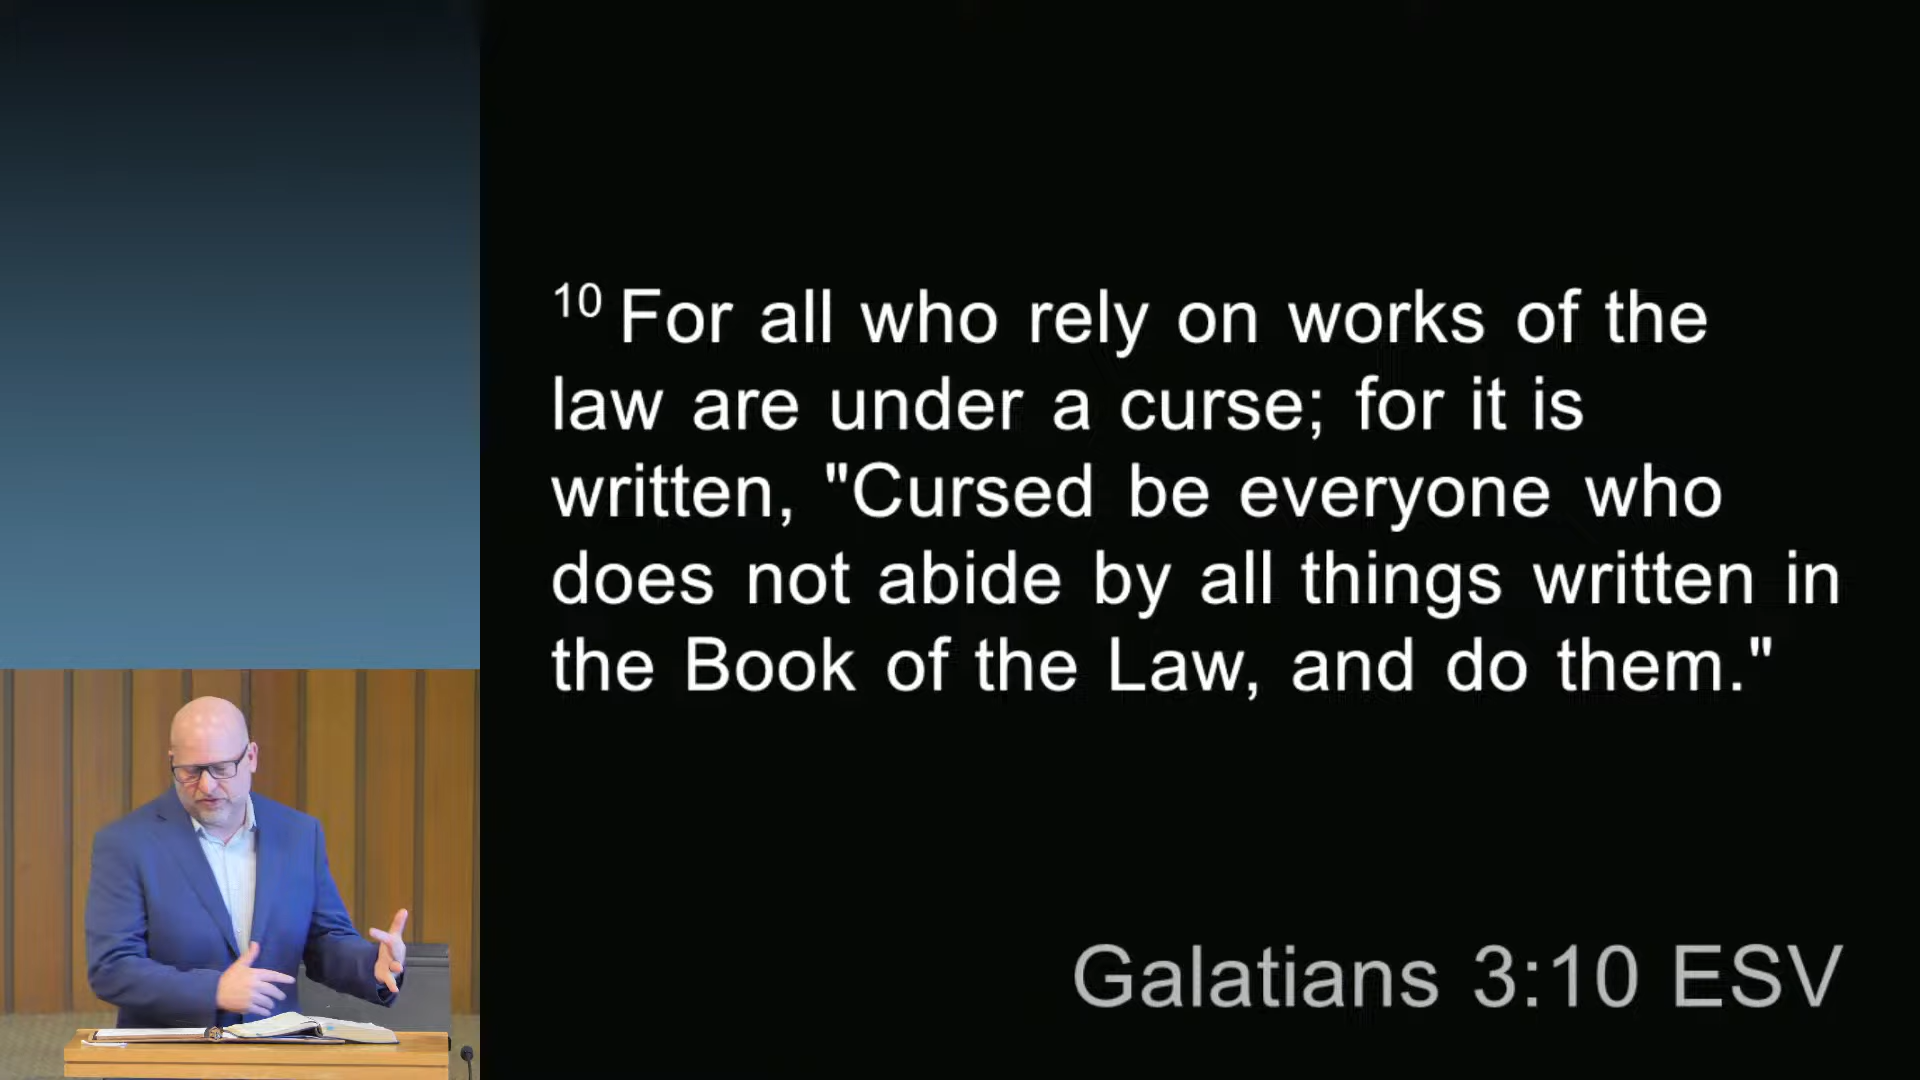 10 For all who rely on works of the
law are under a curse; for it is
written, "Cursed be everyone who
does not abide by all things written in
the Book of the Law, and do them."
Galatians 3:10 ESV